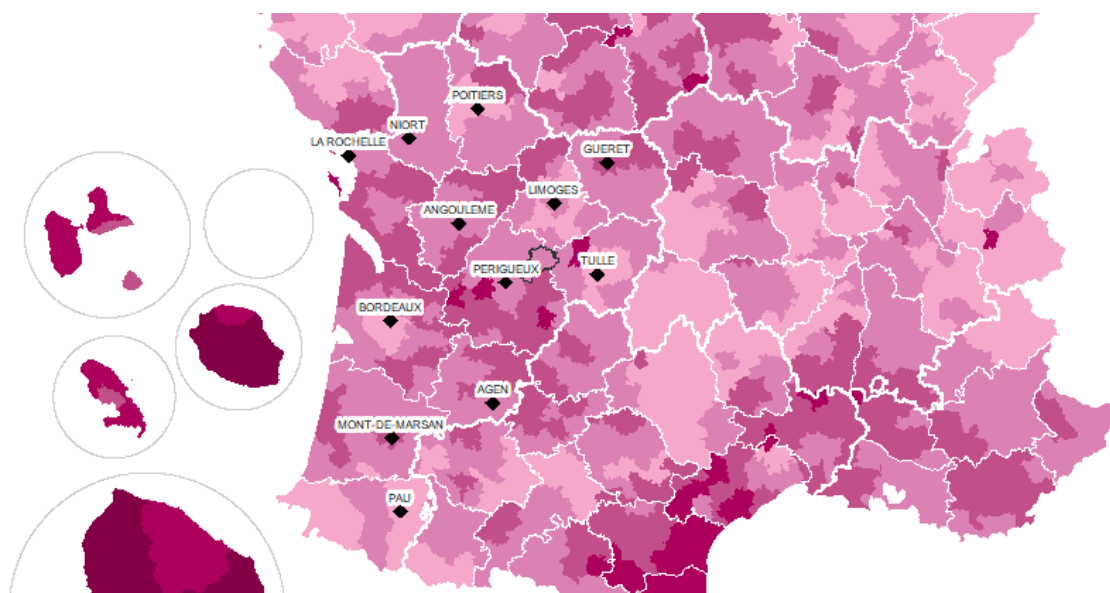 POITIERS
NIORT
LA ROCHELLE
GUERET
LIMOGES
ANGOULEME
TULLE
PERIGUEUX
BORDEAUX
AGEN
MONT-DE-MARSAN
PAU